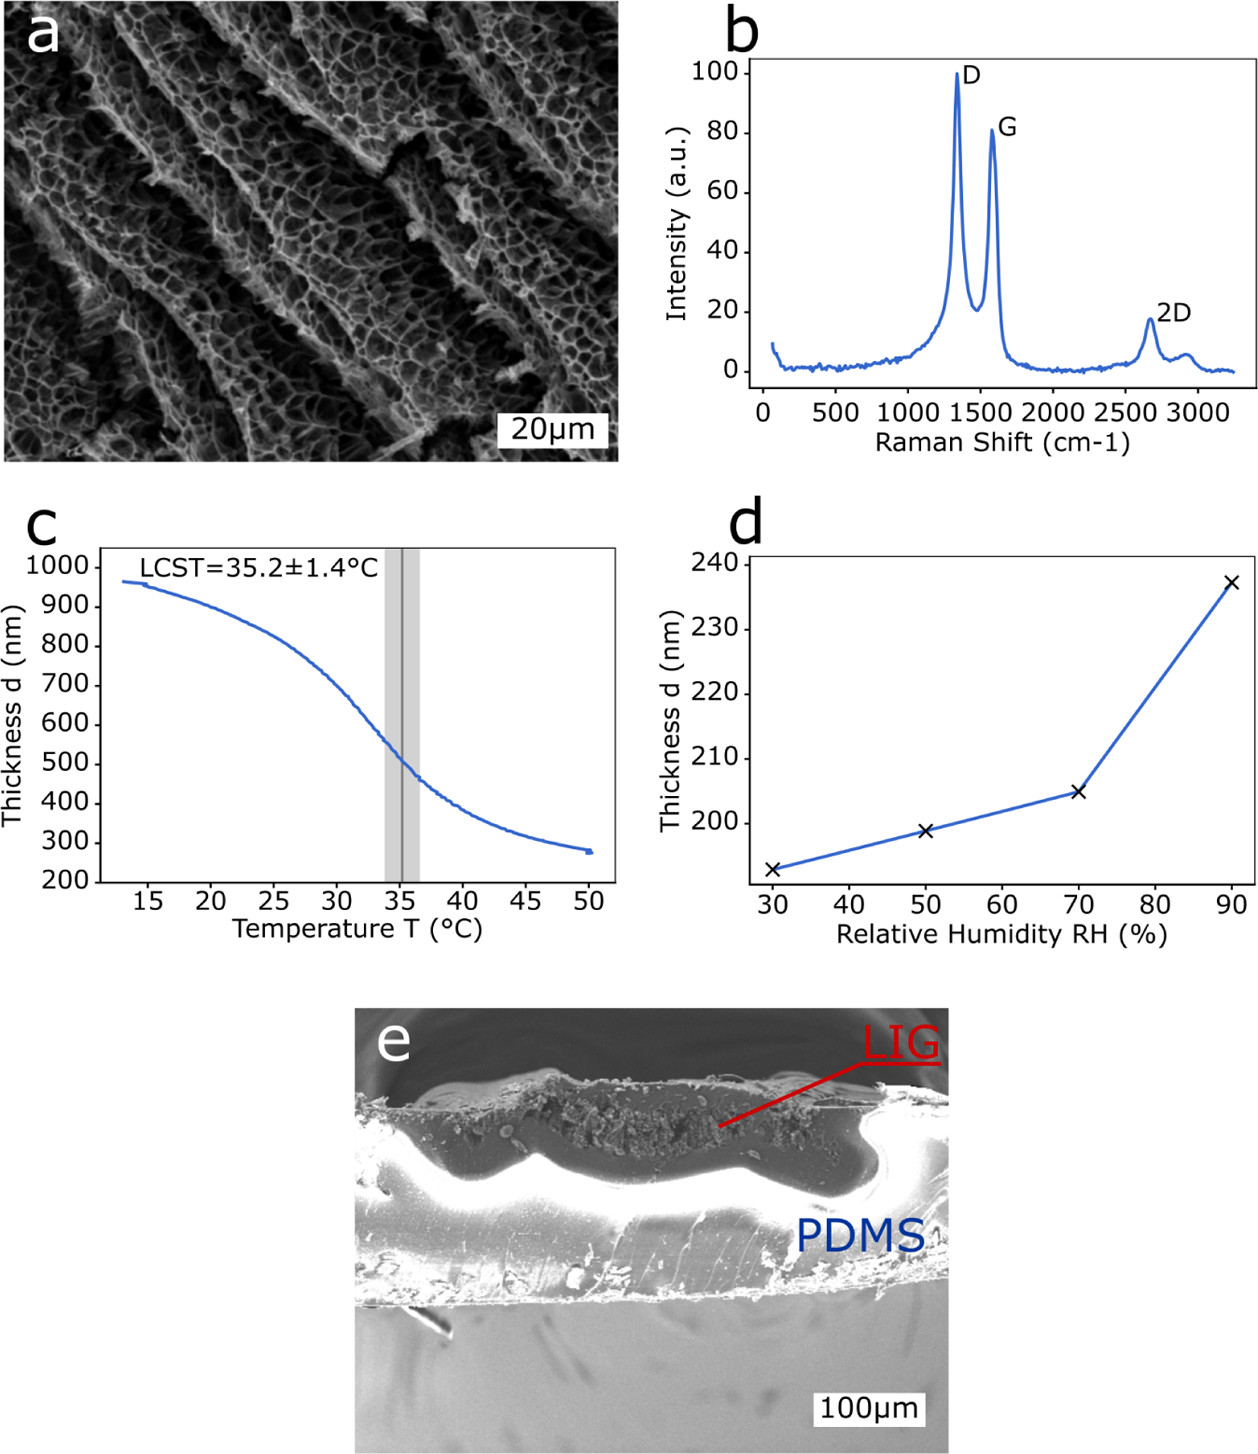 a
20μm
b
100
80
60
40
20
0
Intensity (a.u.)
D
G
2D
0 500 1000 1500 2000 2500 3000
Raman Shift (cm-1)
c
LCST=35.2±1.4°C
1000
900
800
700
600
500
400
300
200
Thickness d (nm)
15 20 25 30 35 40 45 50
Temperature T (°C)
d
240
230
220
210
200
Thickness d (nm)
30 40 50 60 70 80 90
Relative Humidity RH (%)
e
LIG
PDMS
100μm